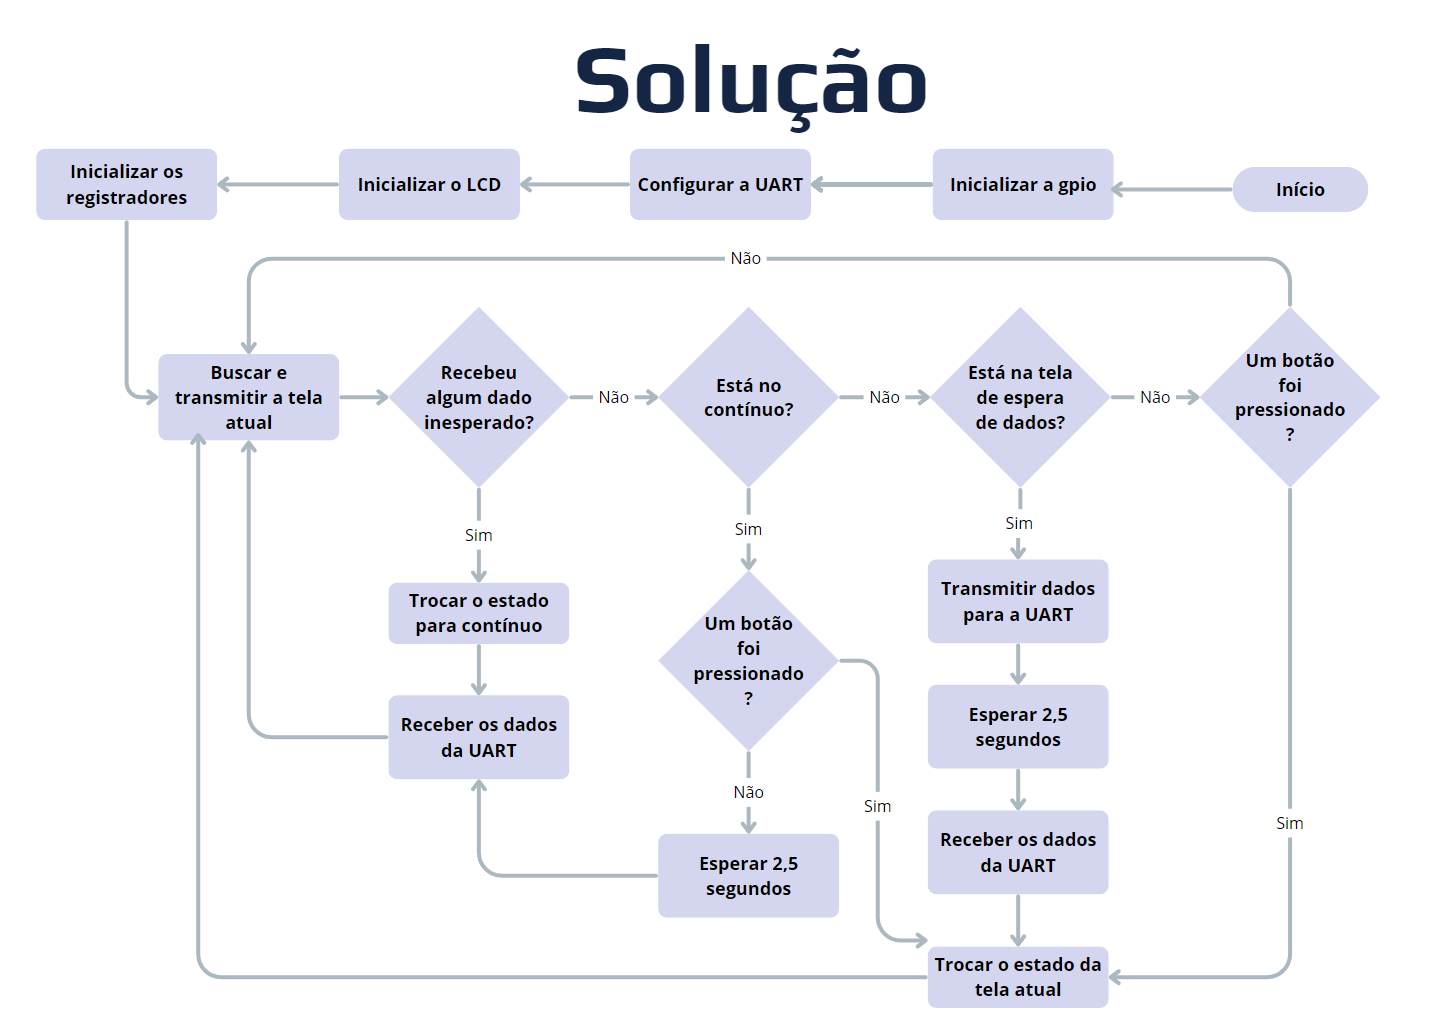 Solução
Inicializar os
registradores
Inicializar o LCD
Configurar a UART
Inicializar a gpio
Início
Não
Buscar e
transmitir a tela
atual
Recebeu
algum dado
inesperado?
Não
Está no
contínuo?
Não
Está na tela
de espera
de dados?
Não
Um botão
foi
pressionado
?
Sim
Sim
Sim
Trocar o estado
para contínuo
Um botão
foi
pressionado
?
Transmitir dados
para a UART
Receber os dados
da UART
Esperar 2,5
segundos
Não
Sim
Sim
Esperar 2,5
segundos
Receber os dados
da UART
Trocar o estado da
tela atual